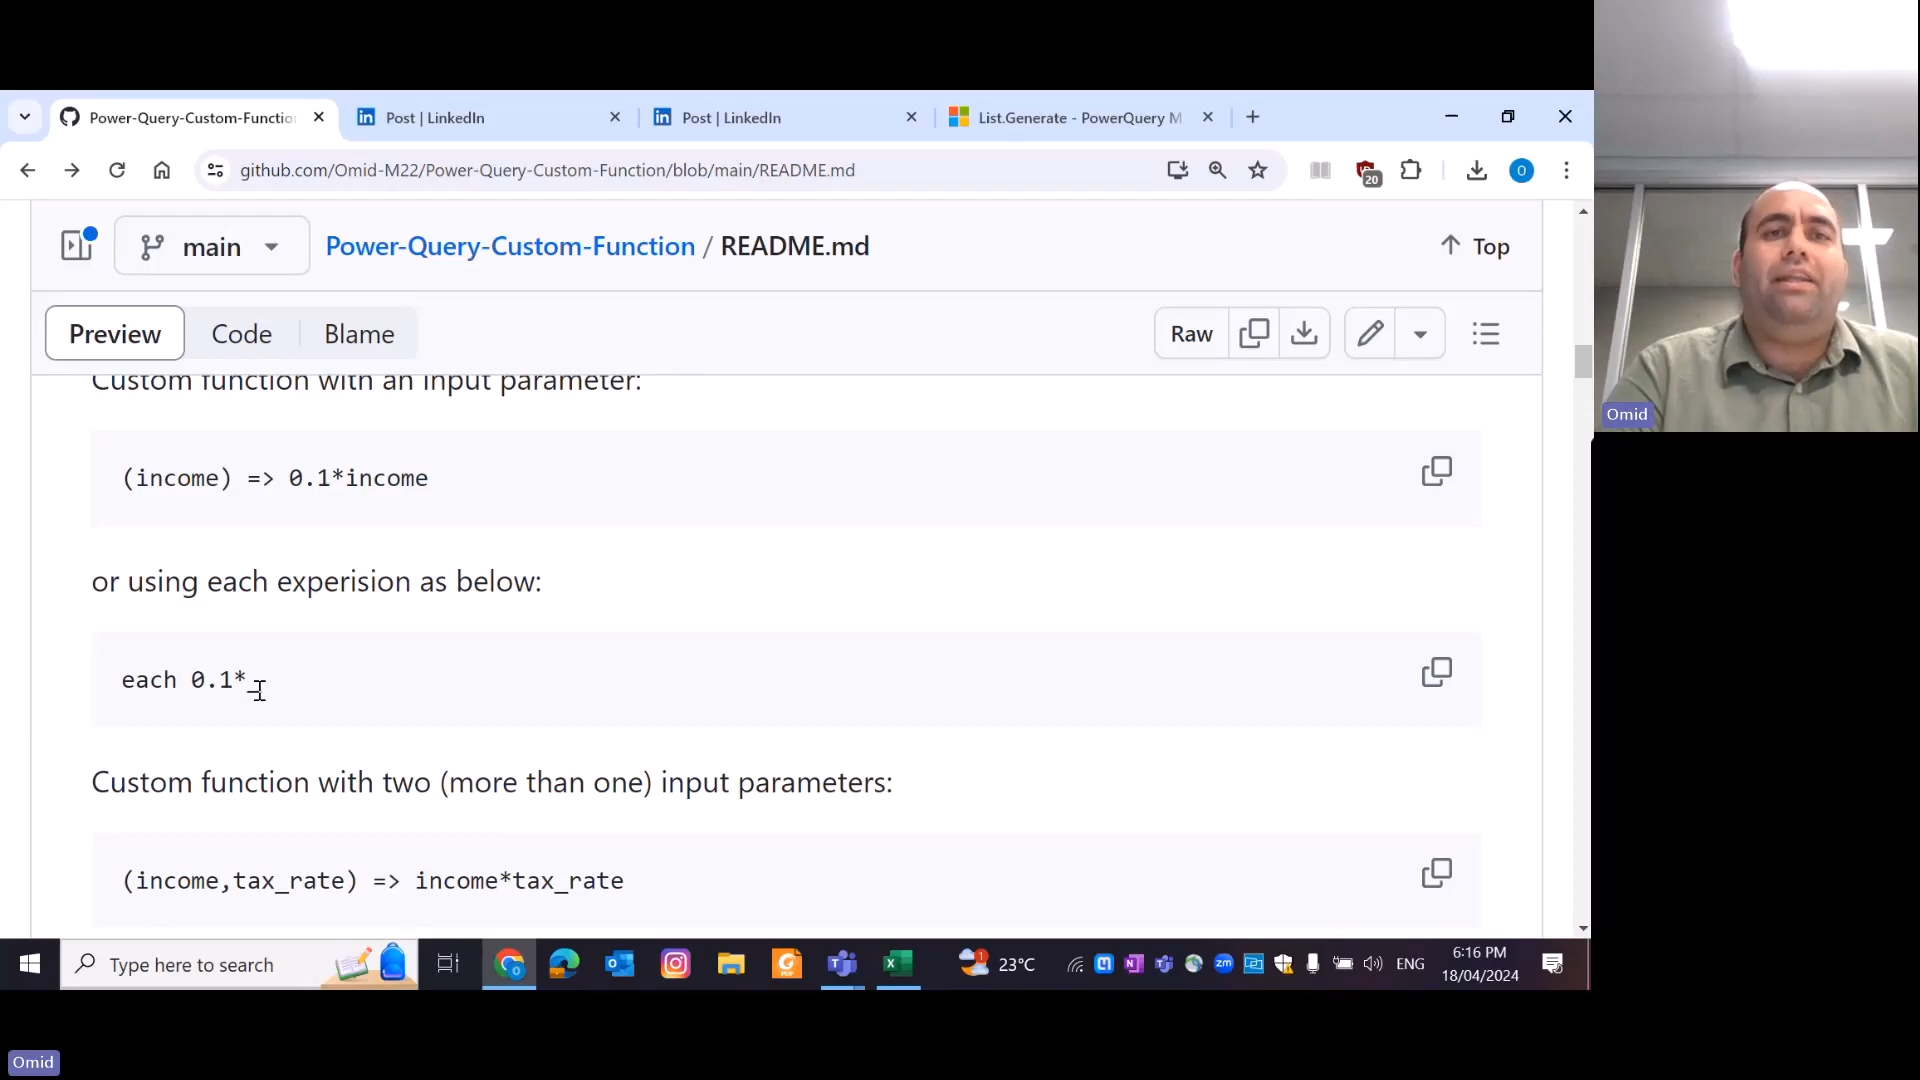 Power-Query-Custom-Functio
Post | LinkedIn
Post | LinkedIn
List.Generate - PowerQuery M
github.com/Omid-M22/Power-Query-Custom-Function/blob/main/README.md
20
O
main
Power-Query-Custom-Function / README.md
Top
Preview
Code
Blame
Raw
Custom function with an input parameter:
(income) => 0.1*income
or using each experision as below:
each 0.1*_
Custom function with two (more than one) input parameters:
(income,tax_rate) => income*tax_rate
Omid
Type here to search
23°C
ENG
6:16 PM
18/04/2024
Omid